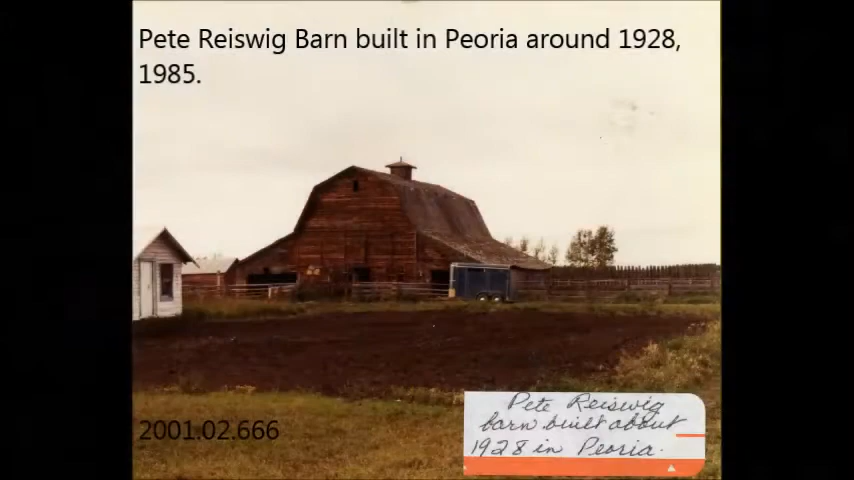 Pete Reiswig Barn built in Peoria around 1928,
1985.
2001.02.666
Pete Reiswig
barn built about
1928 in Peoria.